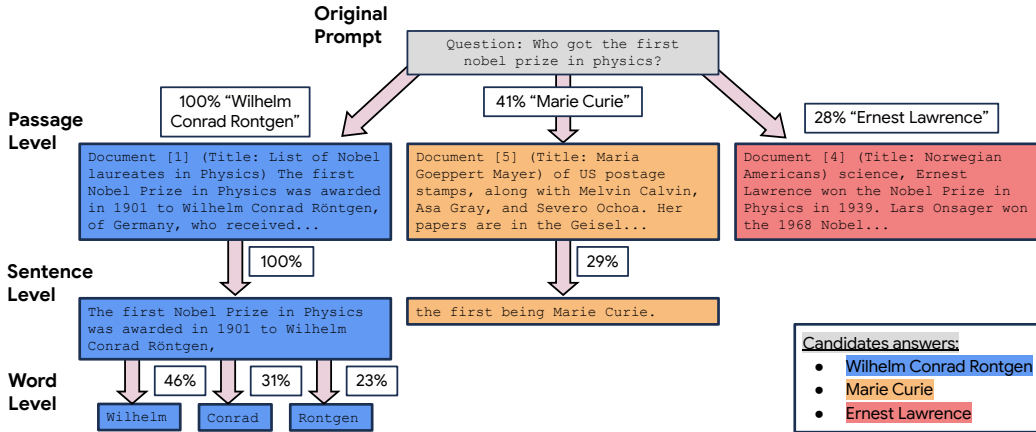 Original
Prompt
Question: Who got the first
nobel prize in physics?
Passage
Level
100% “Wilhelm
Conrad Rontgen”
41% “Marie Curie”
28% “Ernest Lawrence”
Document [1] (Title: List of Nobel
laureates in Physics) The first
Nobel Prize in Physics was awarded
in 1901 to Wilhelm Conrad Röntgen,
of Germany, who received...
Document [5] (Title: Maria
Goeppert Mayer) of US postage
stamps, along with Melvin Calvin,
Asa Gray, and Severo Ochoa. Her
papers are in the Geisel...
Document [4] (Title: Norwegian
Americans) science, Ernest
Lawrence won the Nobel Prize in
Physics in 1939. Lars Onsager won
the 1968 Nobel...
100%
29%
Sentence
Level
The first Nobel Prize in Physics
was awarded in 1901 to Wilhelm
Conrad Röntgen,
the first being Marie Curie.
Word
Level
46%
31%
23%
Wilhelm
Conrad
Rontgen
Candidates answers:
● Wilhelm Conrad Rontgen
● Marie Curie
● Ernest Lawrence